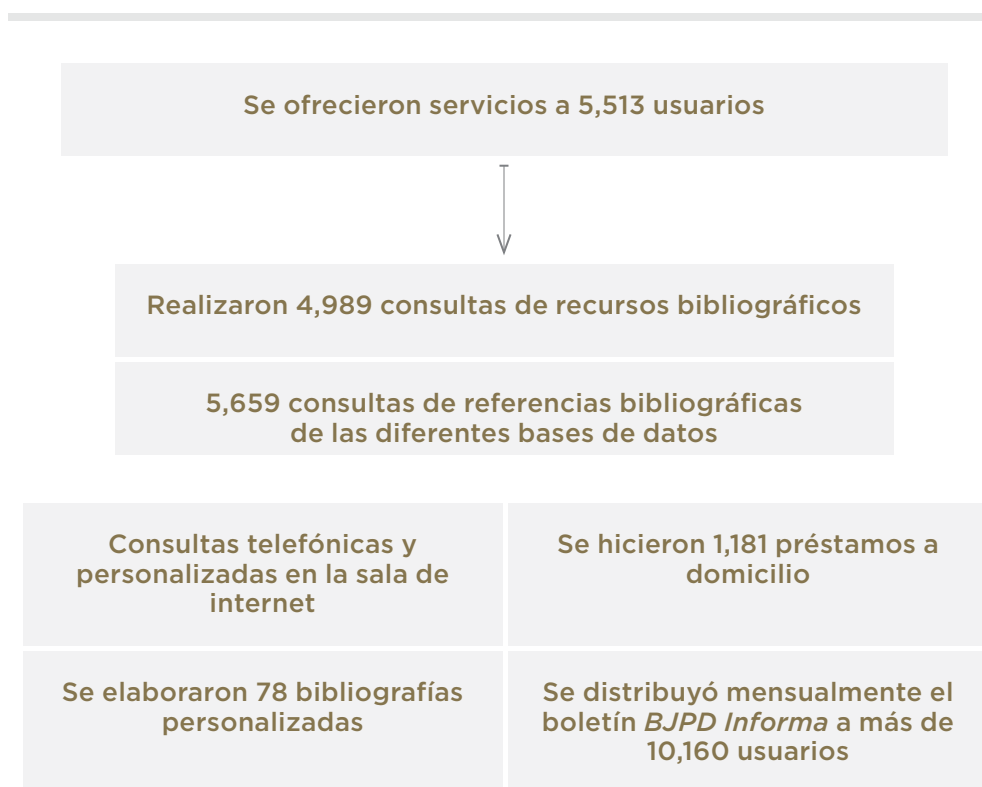 Se ofrecieron servicios a 5,513 usuarios
Realizaron 4,989 consultas de recursos bibliográficos
5,659 consultas de referencias bibliográficas
de las diferentes bases de datos
Consultas telefónicas y
personalizadas en la sala de
internet
Se hicieron 1,181 préstamos a
domicilio
Se elaboraron 78 bibliografías
personalizadas
Se distribuyó mensualmente el
boletín BJPD Informa a más de
10,160 usuarios